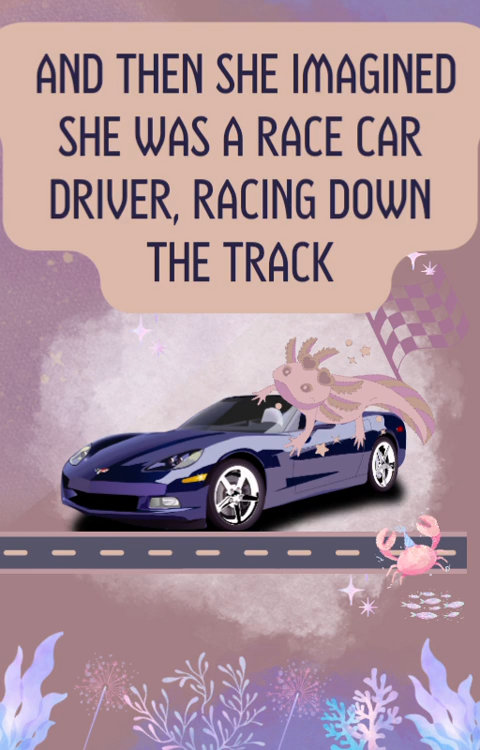 AND THEN SHE IMAGINED
SHE WAS A RACE CAR
DRIVER, RACING DOWN
THE TRACK